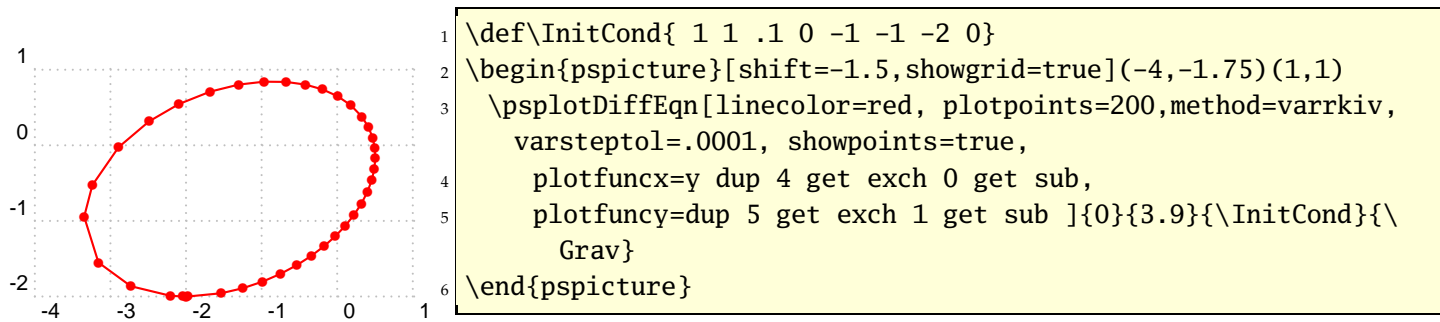 1
0
-1
-2
-4 -3 -2 -1 0 1
1 \def\InitCond{ 1 1 .1 0 -1 -1 -2 0}
2 \begin{pspicture}[shift=-1.5,showgrid=true](-4,-1.75)(1,1)
3 \psplotDiffEqn[linecolor=red, plotpoints=200,method=varrkiv,
varsteptol=.0001, showpoints=true,
4 plotfuncx=y dup 4 get exch 0 get sub,
5 plotfuncy=dup 5 get exch 1 get sub ]{0}{3.9}{\InitCond}{\
Grav}
6 \end{pspicture}